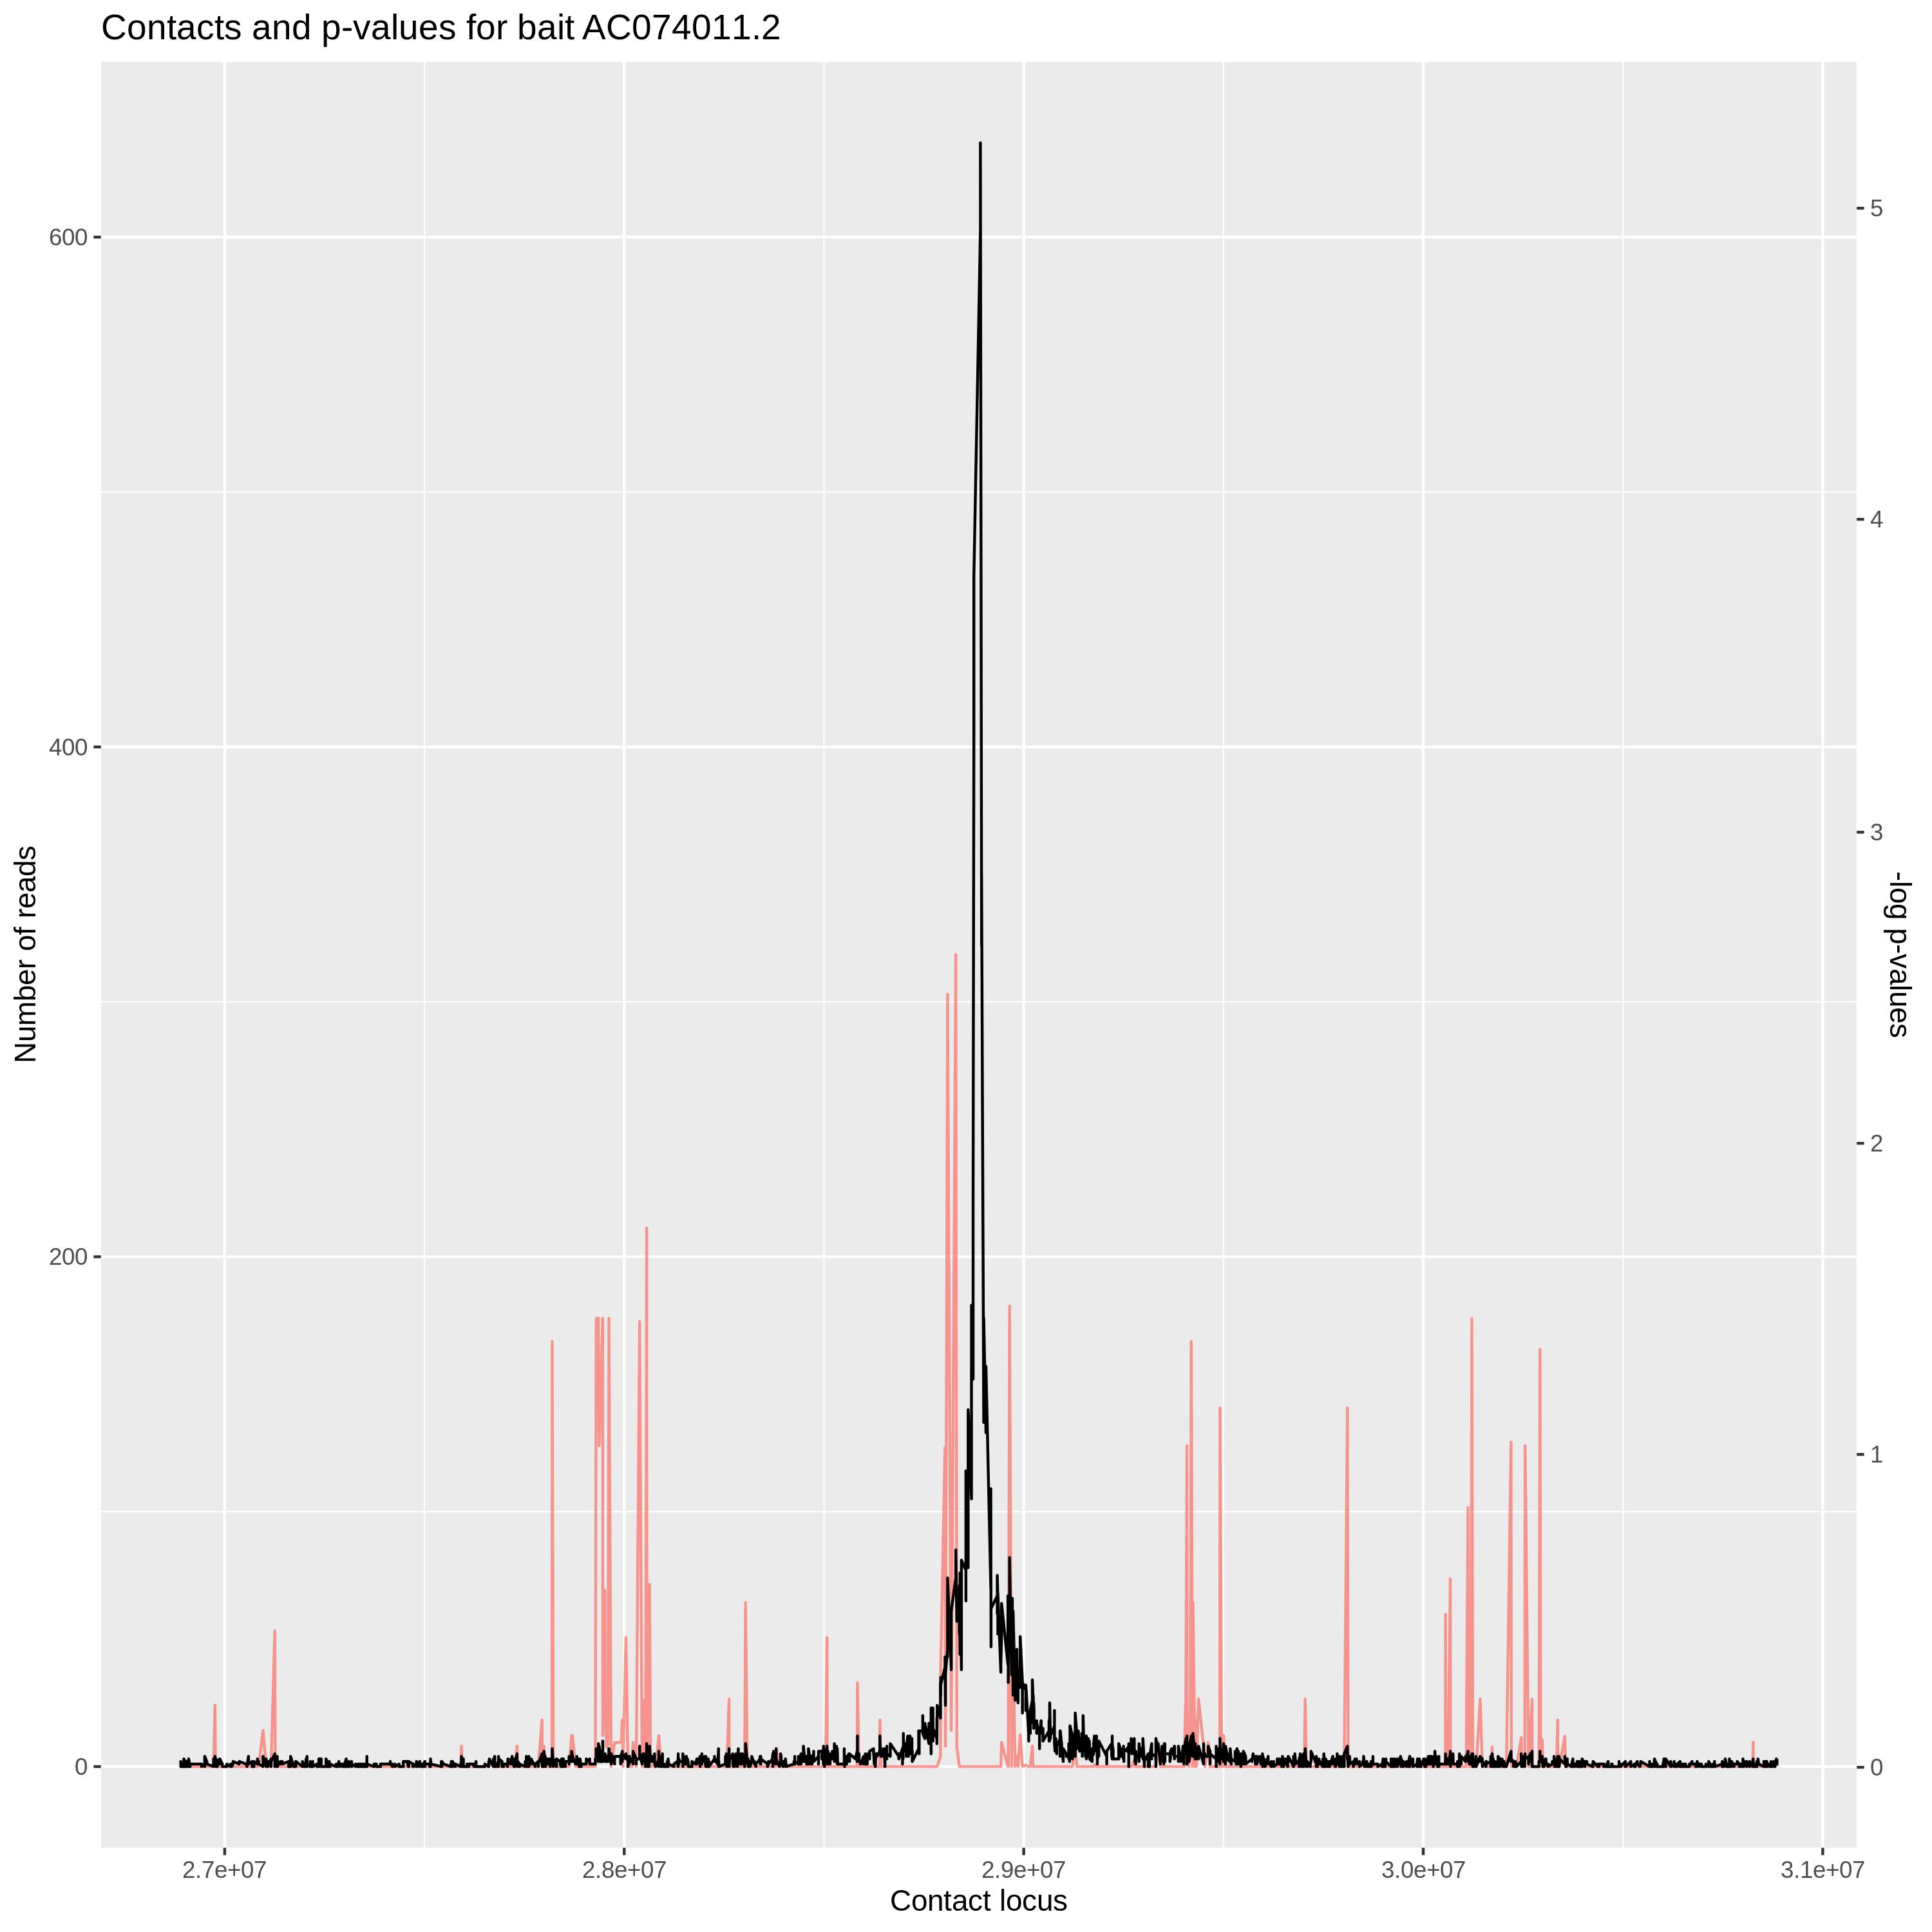 Contacts and p-values for bait AC074011.2
600
400
200
0
Number of reads
5
4
3
2
1
0
-log p-values
2.7e+07 2.8e+07 2.9e+07 3.0e+07 3.1e+07
Contact locus